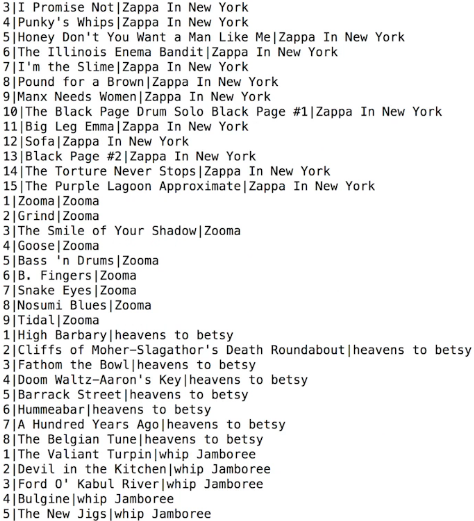 3|I Promise Not|Zappa In New York
4|Punky's Whips|Zappa In New York
5|Honey Don't You Want a Man Like Me|Zappa In New York
6|The Illinois Enema Bandit|Zappa In New York
7|I'm the Slime|Zappa In New York
8|Pound for a Brown|Zappa In New York
9|Manx Needs Women|Zappa In New York
10|The Black Page Drum Solo Black Page #1|Zappa In New York
11|Big Leg Emma|Zappa In New York
12|Sofa|Zappa In New York
13|Black Page #2|Zappa In New York
14|The Torture Never Stops|Zappa In New York
15|The Purple Lagoon Approximate|Zappa In New York
1|Zooma|Zooma
2|Grind|Zooma
3|The Smile of Your Shadow|Zooma
4|Goose|Zooma
5|Bass 'n Drums|Zooma
6|B. Fingers|Zooma
7|Snake Eyes|Zooma
8|Nosumi Blues|Zooma
9|Tidal|Zooma
1|High Barbary|heavens to betsy
2|Cliffs of Moher-Slagathor's Death Roundabout|heavens to betsy
3|Fathom the Bowl|heavens to betsy
4|Doom Waltz-Aaron's Key|heavens to betsy
5|Barrack Street|heavens to betsy
6|Hummeabar|heavens to betsy
7|A Hundred Years Ago|heavens to betsy
8|The Belgian Tune|heavens to betsy
1|The Valiant Turpin|whip Jamboree
2|Devil in the Kitchen|whip Jamboree
3|Ford O' Kabul River|whip Jamboree
4|Bulgine|whip Jamboree
5|The New Jigs|whip Jamboree